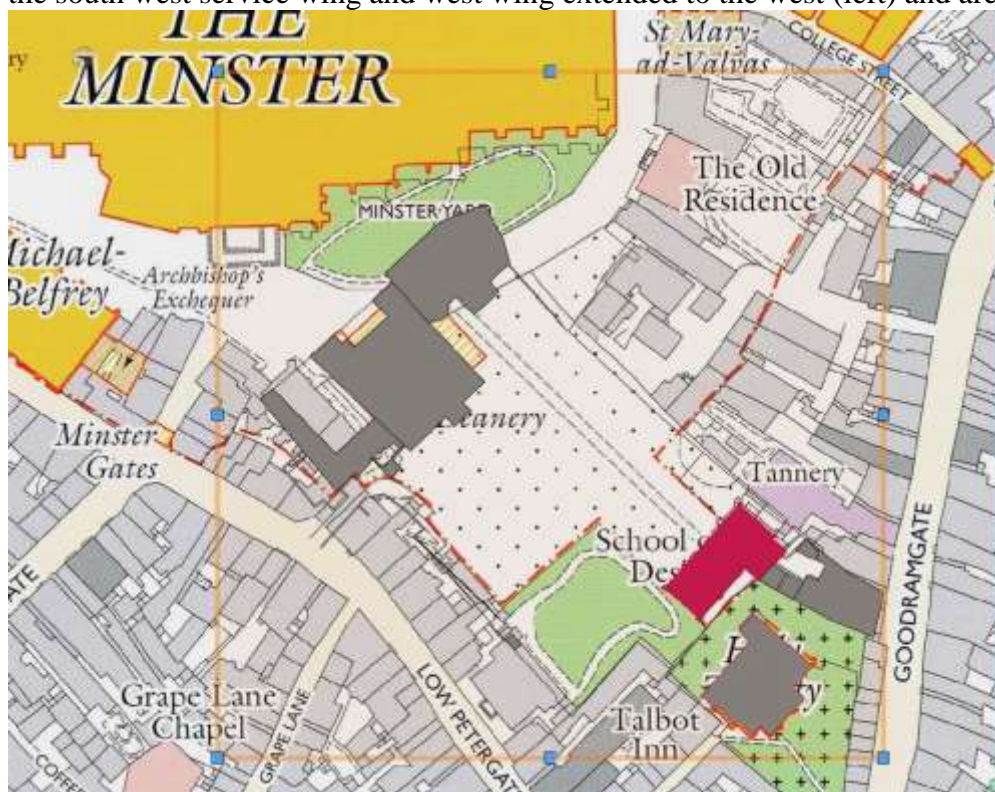 the south west service wing and west wing extended to the west (left) and are
THE
MINSTER
St Mary-
ad-Valvas
COLLEGE STREET
ry
The Old
Residence
MINSTER YARD
Michael-
Belfrey
Archbishop's
Exchequer
Deanery
Minster
Gates
Tannery
School
Des
GOODRAMGATE
LOW PETERGATE
Grape Lane
Chapel
GRAPE LANE
Talbot
Inn